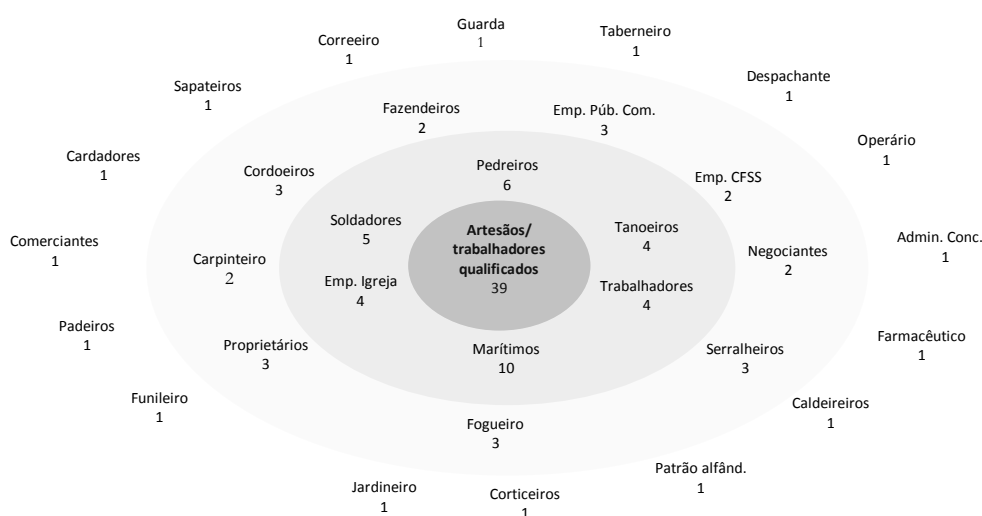 Guarda
1
Taberneiro
1
Correeiro
1
Despachante
1
Sapateiros
1
Fazendeiros
2
Emp. Púb. Com.
3
Operário
1
Cardadores
1
Cordoeiros
3
Pedreiros
6
Emp. CFSS
2
Soldadores
5
Artesãos/
trabalhadores
qualificados
39
Tanoeiros
4
Comerciantes
1
Carpinteiro
2
Emp. Igreja
4
Trabalhadores
4
Negociantes
2
Admin. Conc.
1
Padeiros
1
Proprietários
3
Marítimos
10
Serralheiros
3
Farmacêutico
1
Funileiro
1
Fogueiro
3
Caldeireiros
1
Jardineiro
1
Corticeiros
1
Patrão alfând.
1